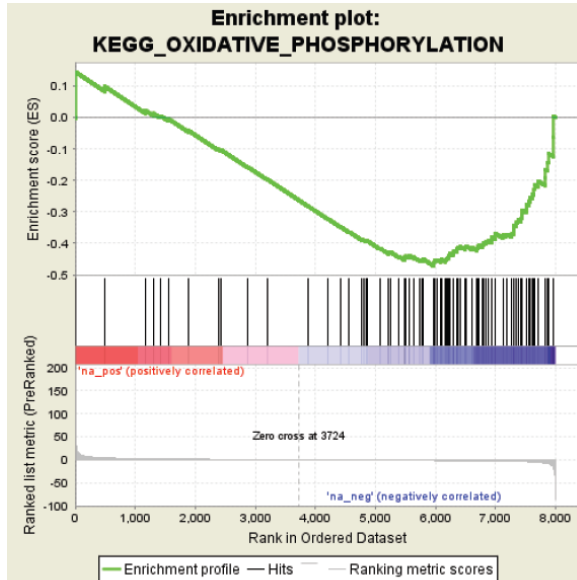 Enrichment plot:
KEGG_OXIDATIVE_PHOSPHORYLATION
Enrichment score (ES)
0.1
0.0
-0.1
-0.2
-0.3
-0.4
-0.5
Ranked list metric (PreRanked)
200
150
100
50
0
-50
-100
'na_pos' (positively correlated)
Zero cross at 3724
'na_neg' (negatively correlated)
0 1,000 2,000 3,000 4,000 5,000 6,000 7,000 8,000
Rank in Ordered Dataset
Enrichment profile Hits Ranking metric scores